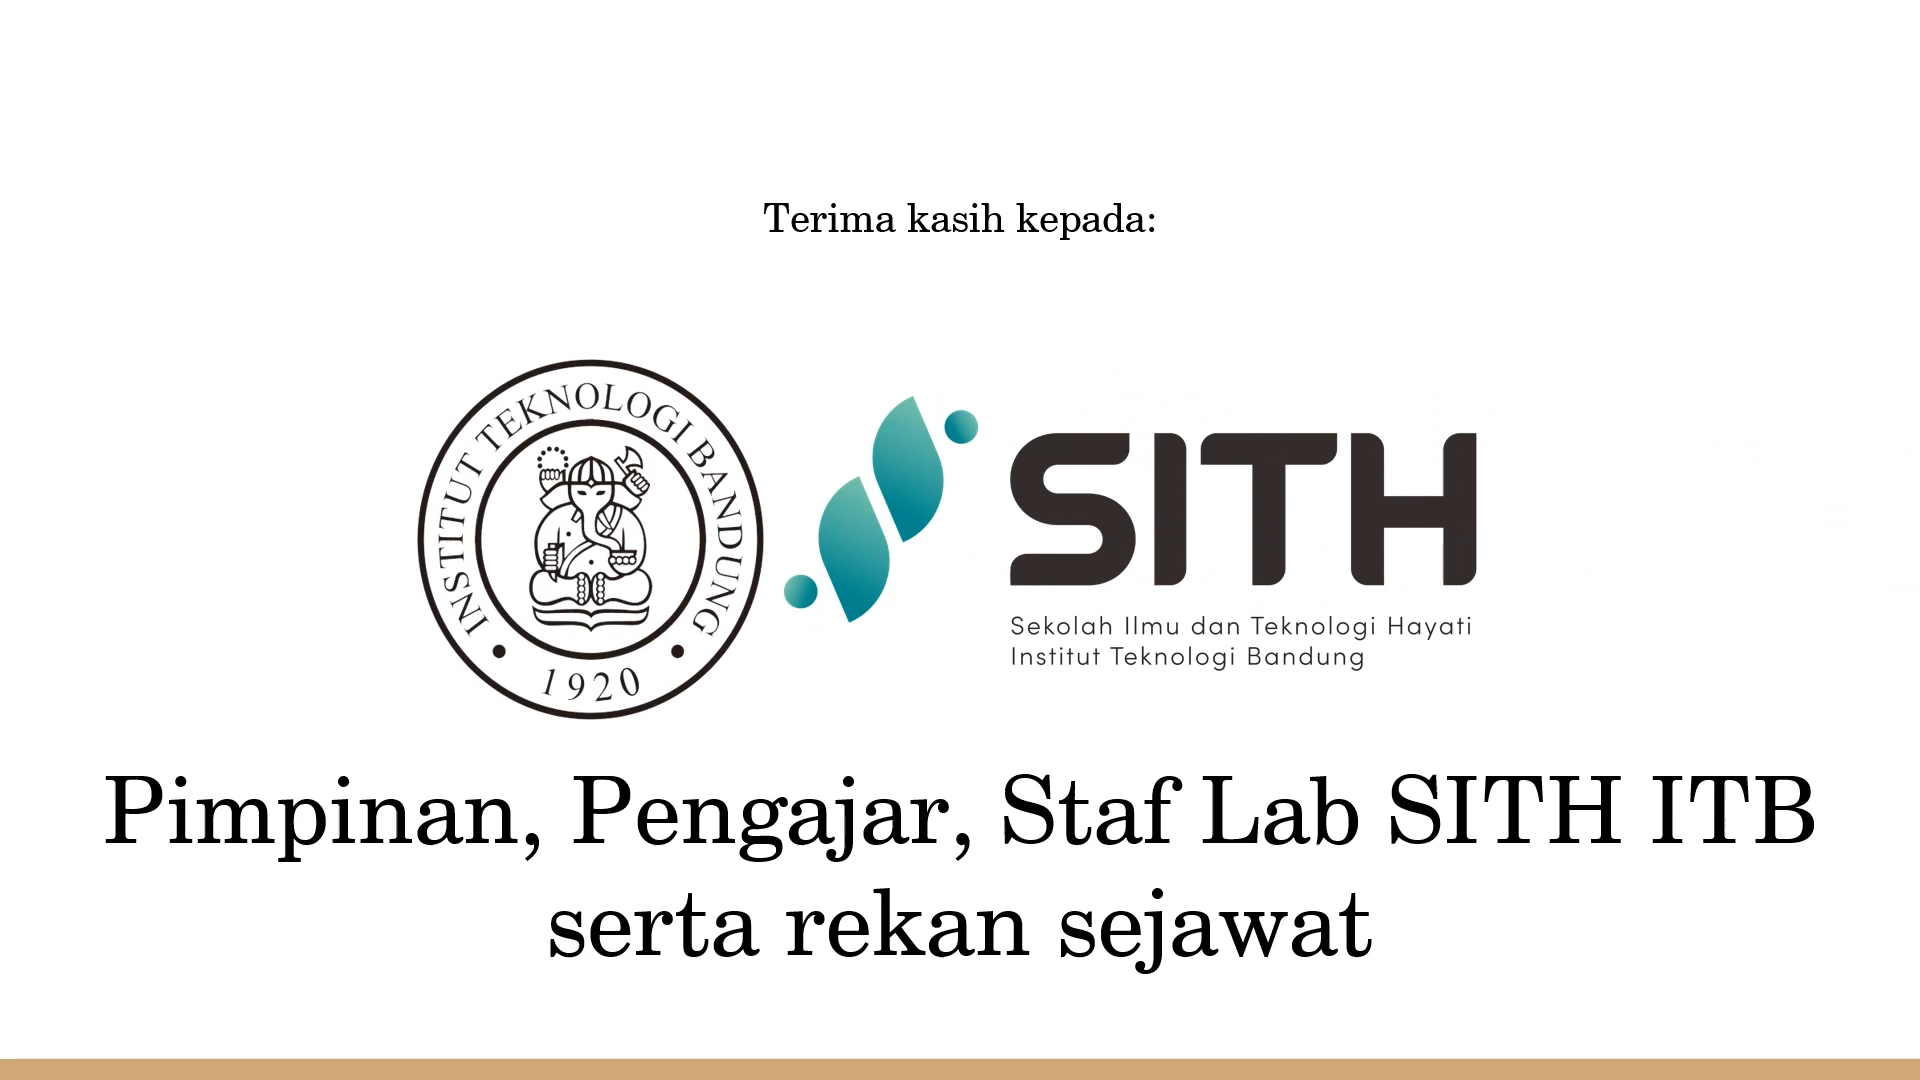 Terima kasih kepada:
INSTITUT TEKNOLOGI BANDUNG
1920
SITH
Sekolah Ilmu dan Teknologi Hayati
Institut Teknologi Bandung
Pimpinan, Pengajar, Staf Lab SITH ITB
serta rekan sejawat